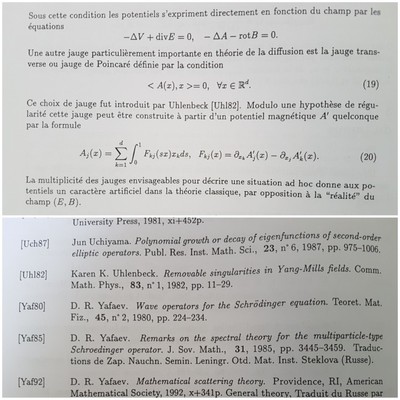 Sous cette condition les potentiels s'expriment directement en fonction du champ par les
équations
−ΔV + divE = 0, −ΔA − rotB = 0.
Une autre jauge particulièrement importante en théorie de la diffusion est la jauge trans-
verse ou jauge de Poincaré définie par la condition
< A(x), x >= 0, ∀x ∈ ℝᵈ. (19)
Ce choix de jauge fut introduit par Uhlenbeck [Uhl82]. Modulo une hypothèse de régu-
larité cette jauge peut être construite à partir d'un potentiel magnétique A' quelconque
par la formule
A_j(x) = ∑_{k=1}^{d} ∫_0^1 F_{kj}(sx)x_k ds, F_{kj}(x) = ∂_{x_k} A'_j(x) − ∂_{x_j} A'_k(x). (20)
La multiplicité des jauges envisageables pour décrire une situation ad hoc donne aux po-
tentiels un caractère artificiel dans la théorie classique, par opposition à la "réalité" du
champ (E, B).
University Press, 1981, xi+452p.
[Uch87] Jun Uchiyama. Polynomial growth or decay of eigenfunctions of second-order
elliptic operators. Publ. Res. Inst. Math. Sci., 23, n°6, 1987, pp. 975-1006.
[Uhl82] Karen K. Uhlenbeck. Removable singularities in Yang-Mills fields. Comm.
Math. Phys., 83, n°1, 1982, pp. 11-29.
[Yaf80] D. R. Yafaev. Wave operators for the Schrödinger equation. Teoret. Mat.
Fiz., 45, n°2, 1980, pp. 224-234.
[Yaf85] D. R. Yafaev. Remarks on the spectral theory for the multiparticle-type
Schroedinger operator. J. Sov. Math., 31, 1985, pp. 3445-3459. Traduc-
tions de Zap. Nauchn. Semin. Leningr. Otd. Mat. Inst. Steklova (Russe).
[Yaf92] D. R. Yafaev. Mathematical scattering theory. Providence, RI, American
Mathematical Society, 1992, x+341p. General theory, Traduit du Russe par